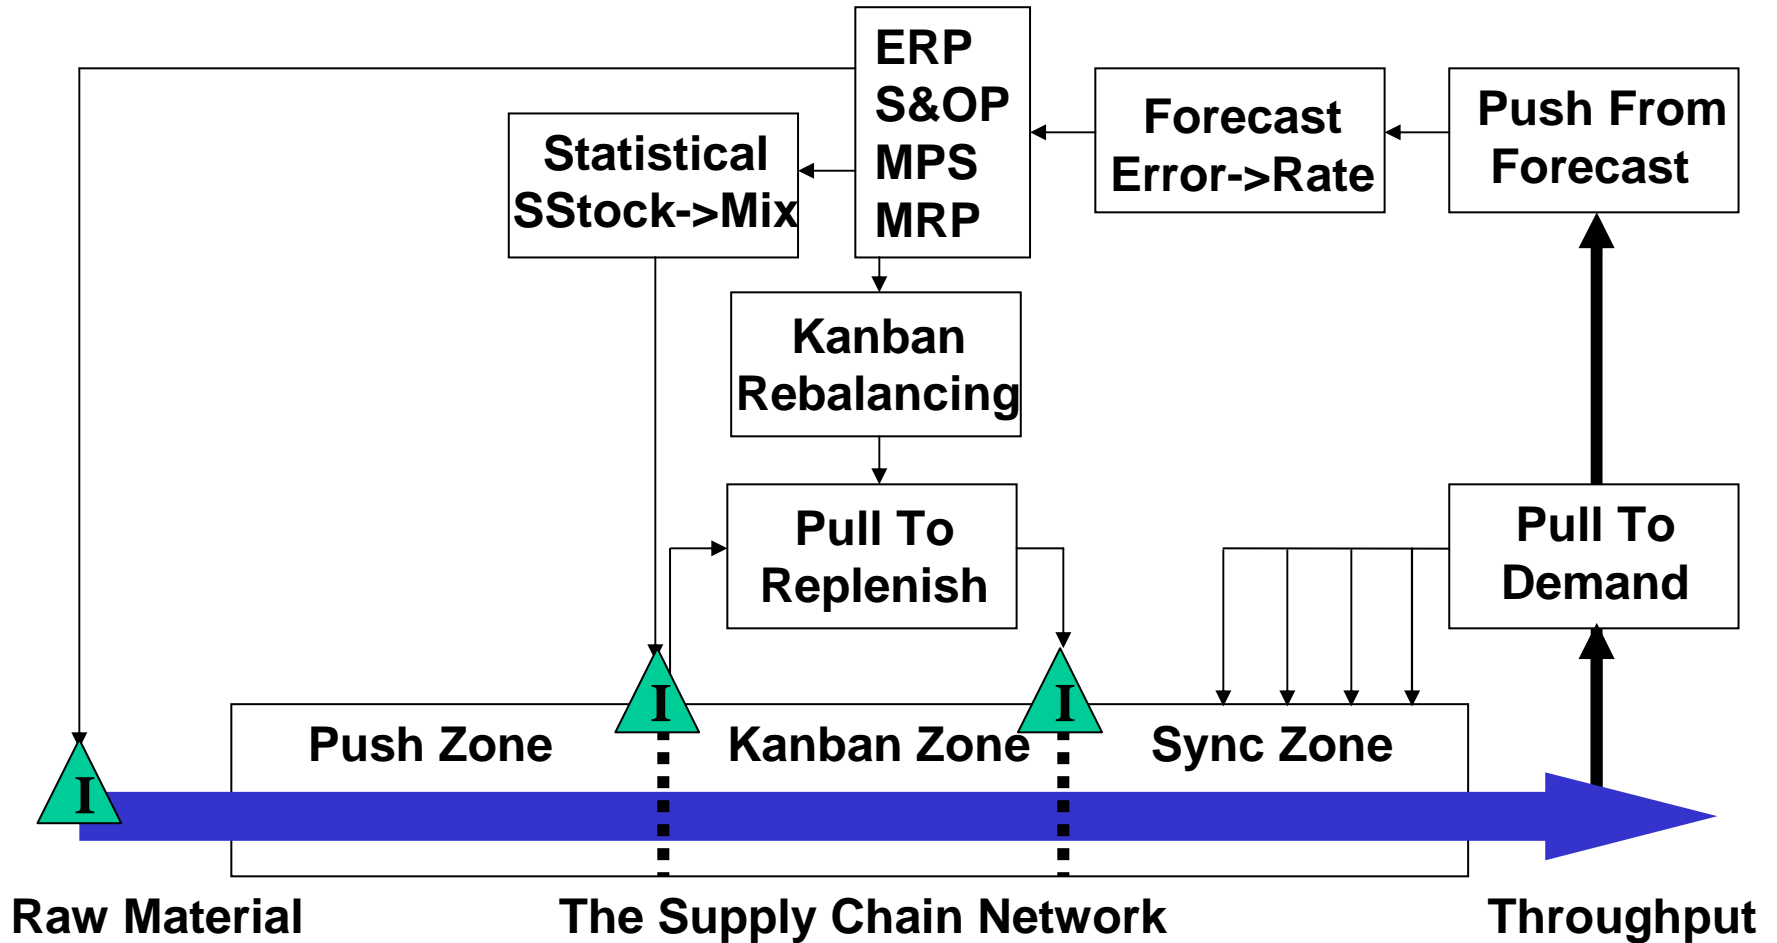 ERP
S&OP
MPS
MRP
Forecast
Error->Rate
Push From
Forecast
Statistical
SStock->Mix
Kanban
Rebalancing
Pull To
Replenish
Pull To
Demand
I
I
Push Zone
Kanban Zone
Sync Zone
I
Raw Material
The Supply Chain Network
Throughput